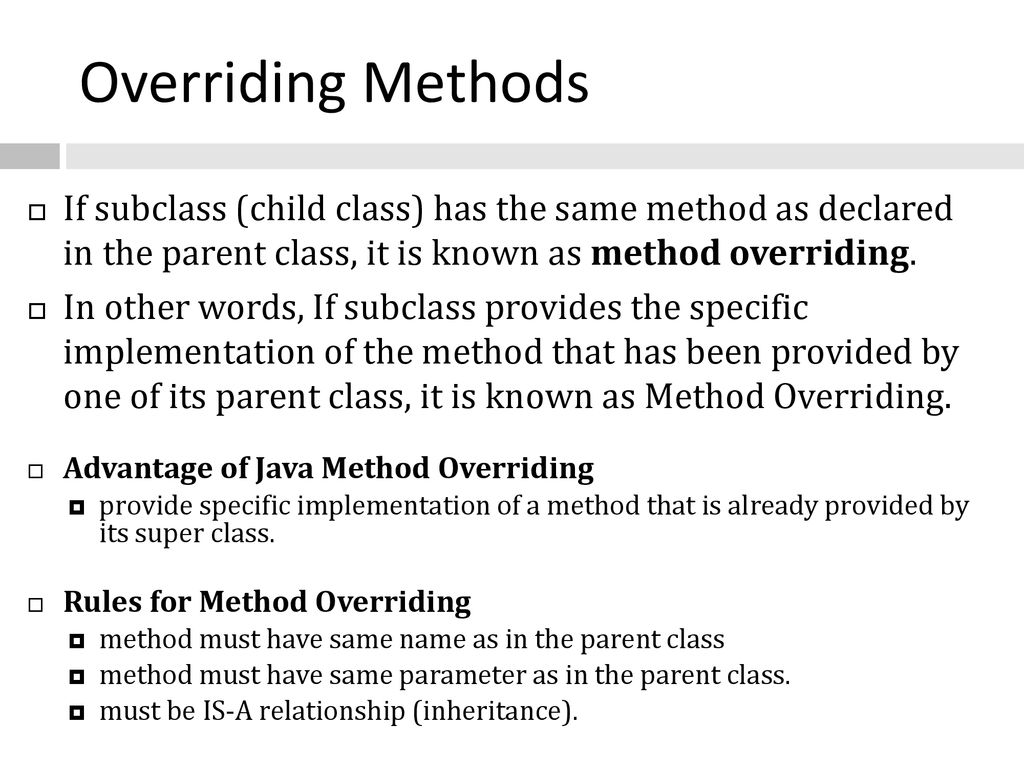 Overriding Methods
If subclass (child class) has the same method as declared
in the parent class, it is known as method overriding.
In other words, If subclass provides the specific
implementation of the method that has been provided by
one of its parent class, it is known as Method Overriding.
Advantage of Java Method Overriding
provide specific implementation of a method that is already provided by
its super class.
Rules for Method Overriding
method must have same name as in the parent class
method must have same parameter as in the parent class.
must be IS-A relationship (inheritance).